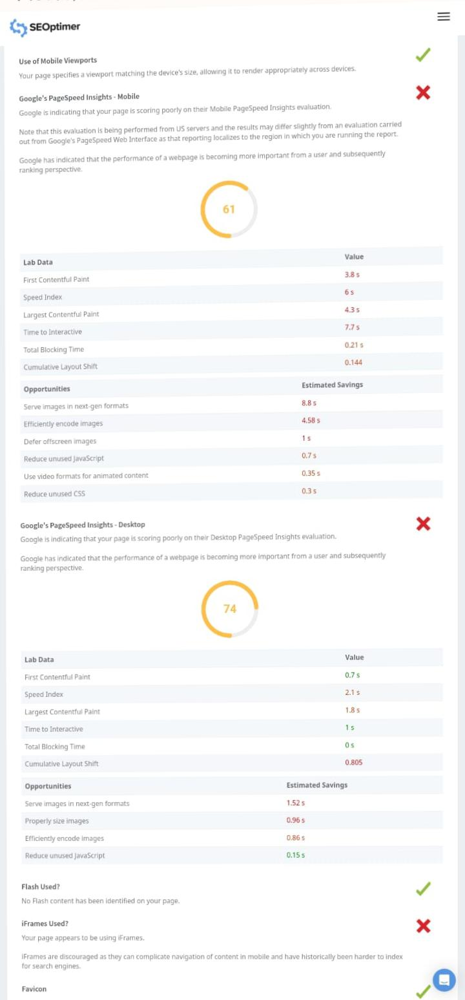 SEOptimer
Use of Mobile Viewports
Your page specifies a viewport matching the device's size, allowing it to render appropriately across devices.
Google's PageSpeed Insights - Mobile
Google is indicating that your page is scoring poorly on their Mobile PageSpeed Insights evaluation.
Note that this evaluation is being performed from US servers and the results may differ slightly from an evaluation carried
out from Google's PageSpeed Web Interface as that reporting localizes to the region in which you are running the report.
Google has indicated that the performance of a webpage is becoming more important from a user and subsequently
ranking perspective.
61
Lab Data Value
First Contentful Paint 3.8 s
Speed Index 6 s
Largest Contentful Paint 4.3 s
Time to Interactive 7.7 s
Total Blocking Time 0.21 s
Cumulative Layout Shift 0.144
Opportunities Estimated Savings
Serve images in next-gen formats 8.8 s
Efficiently encode images 4.58 s
Defer offscreen images 1 s
Reduce unused JavaScript 0.7 s
Use video formats for animated content 0.35 s
Reduce unused CSS 0.3 s
Google's PageSpeed Insights - Desktop
Google is indicating that your page is scoring poorly on their Desktop PageSpeed Insights evaluation.
Google has indicated that the performance of a webpage is becoming more important from a user and subsequently
ranking perspective.
74
Lab Data Value
First Contentful Paint 0.7 s
Speed Index 2.1 s
Largest Contentful Paint 1.8 s
Time to Interactive 1 s
Total Blocking Time 0 s
Cumulative Layout Shift 0.805
Opportunities Estimated Savings
Serve images in next-gen formats 1.52 s
Properly size images 0.96 s
Efficiently encode images 0.86 s
Reduce unused JavaScript 0.15 s
Flash Used?
No Flash content has been identified on your page.
iFrames Used?
Your page appears to be using iFrames.
iFrames are discouraged as they can complicate navigation of content in mobile and have historically been harder to index
for search engines.
Favicon